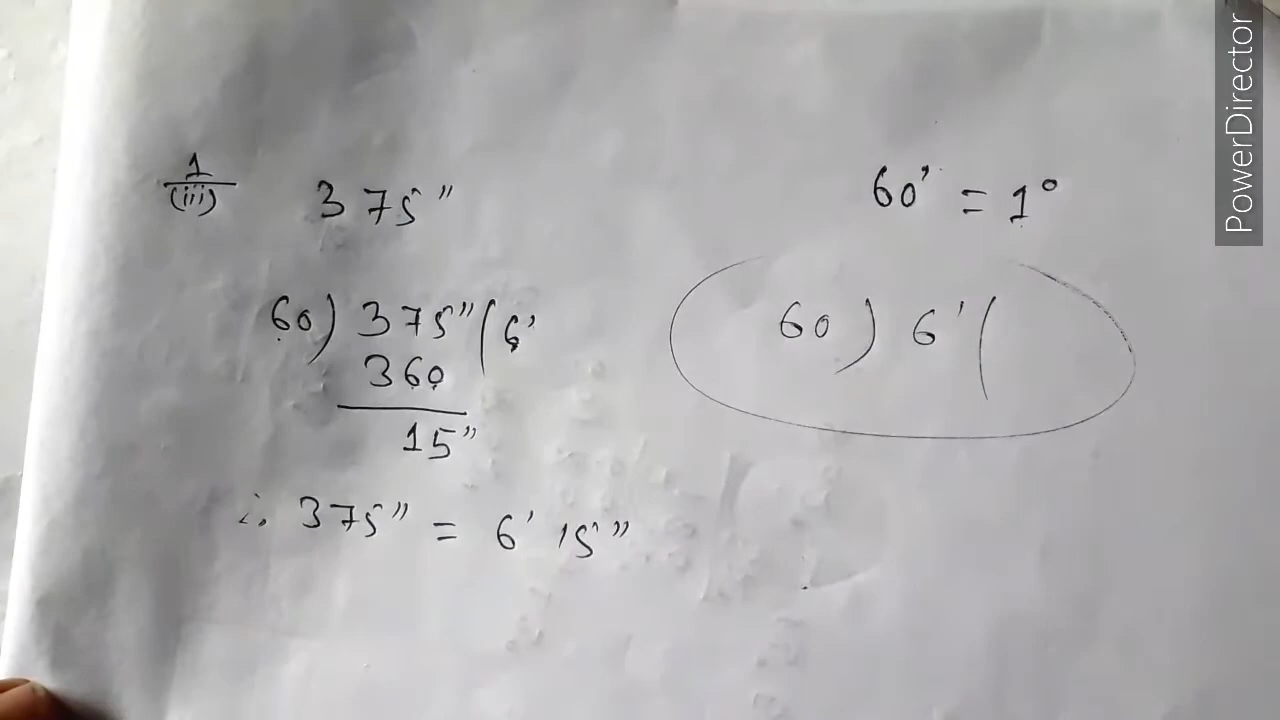 1
(iii)
375"
60' = 1°
60) 375" (6'
360
15"
60) 6' (
∴ 375" = 6' 15"
PowerDirector